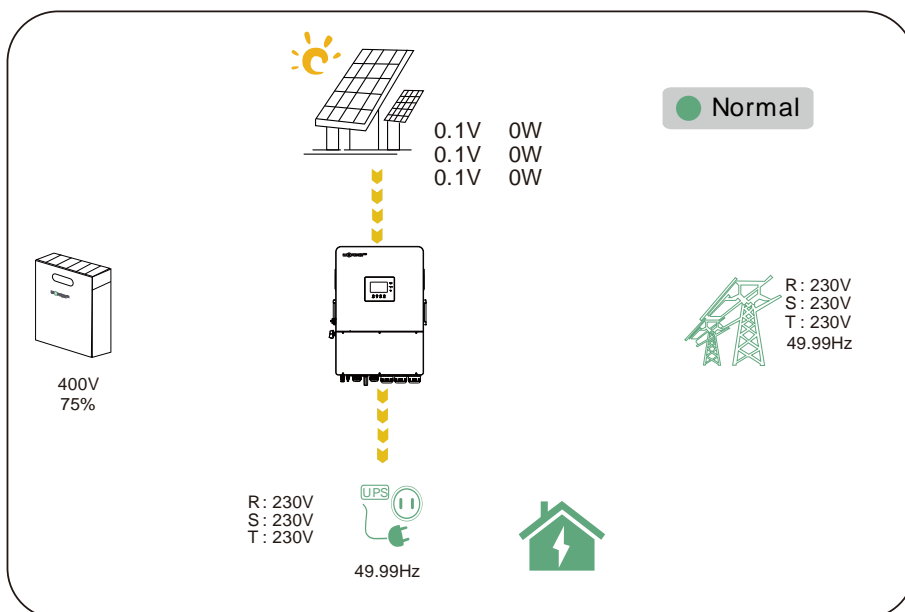 Normal
0.1V 0W
0.1V 0W
0.1V 0W
R: 230V
S: 230V
T: 230V
49.99Hz
400V
75%
UPS
R: 230V
S: 230V
T: 230V
49.99Hz